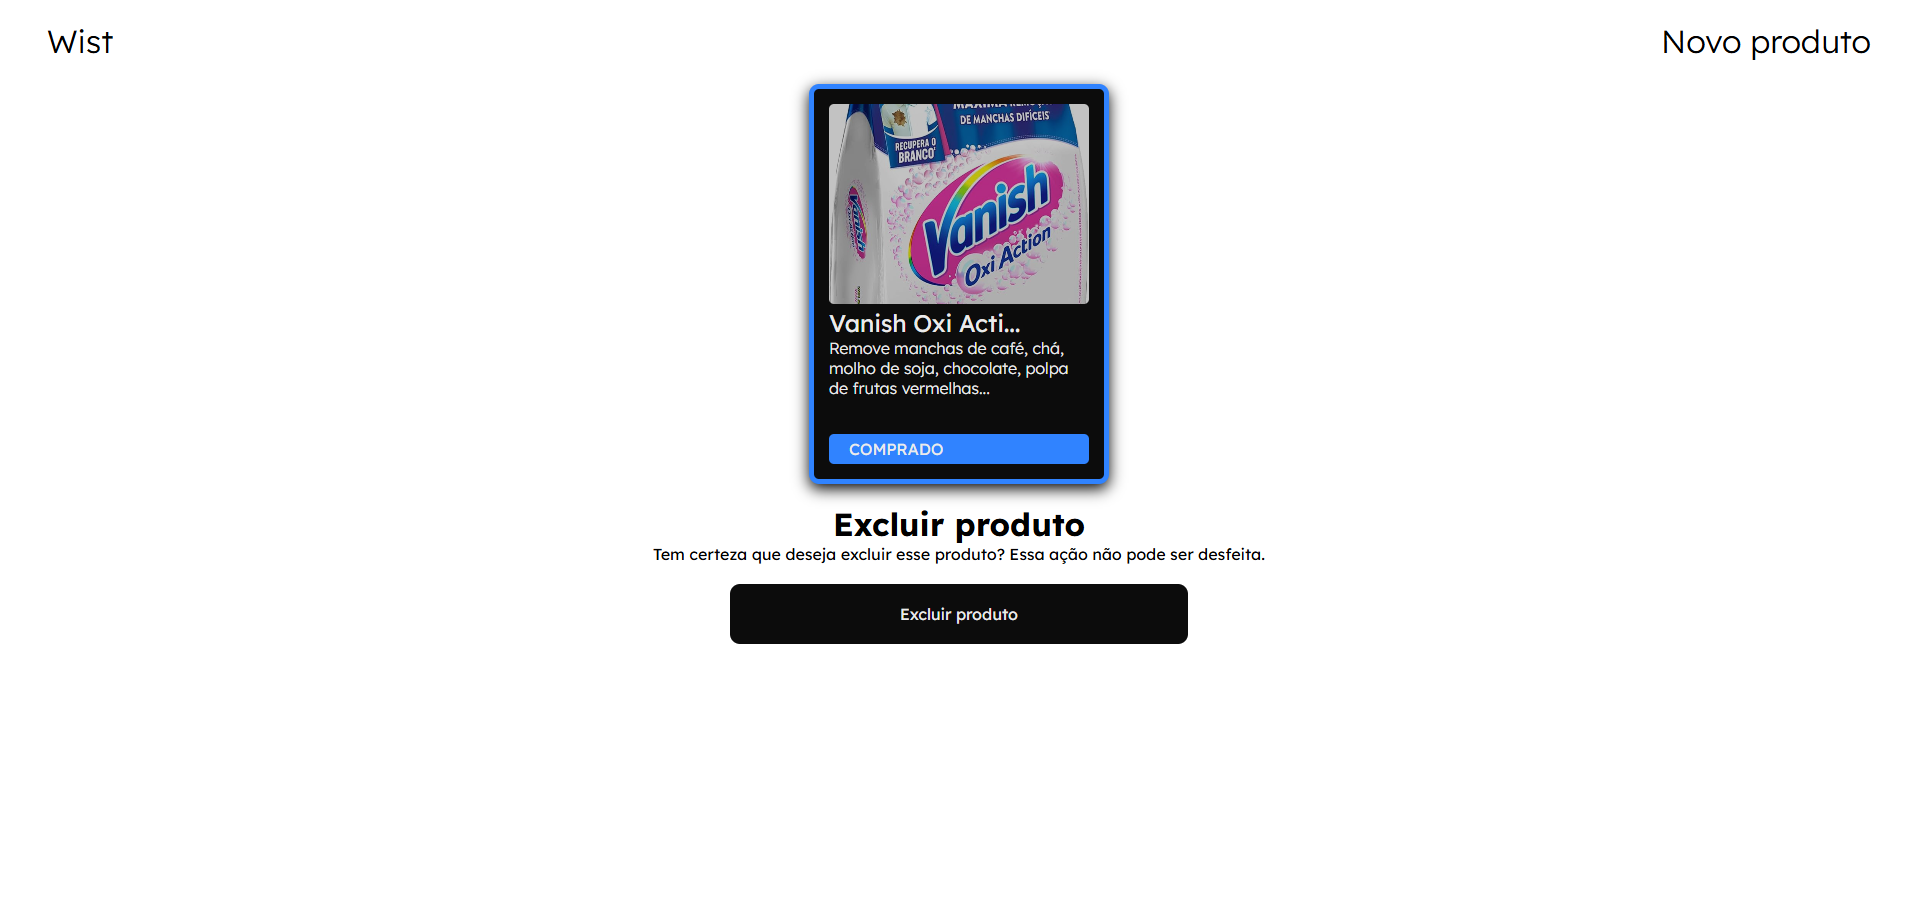 Wist
Novo produto
DE MANCHAS DIFÍCEIS
RECUPERA O
BRANCO
Vanish
Vanish
Oxi Action
Vanish Oxi Acti...
Remove manchas de café, chá,
molho de soja, chocolate, polpa
de frutas vermelhas...
COMPRADO
Excluir produto
Tem certeza que deseja excluir esse produto? Essa ação não pode ser desfeita.
Excluir produto